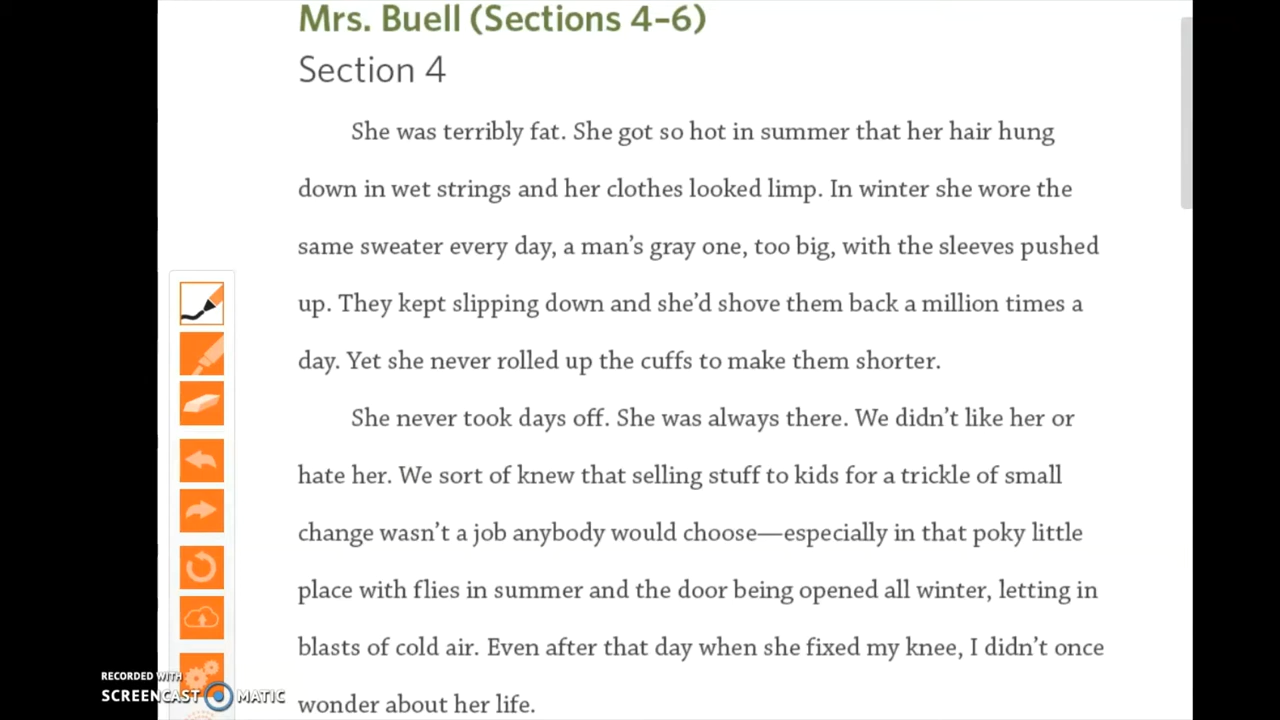 Mrs. Buell (Sections 4–6)
Section 4
She was terribly fat. She got so hot in summer that her hair hung
down in wet strings and her clothes looked limp. In winter she wore the
same sweater every day, a man’s gray one, too big, with the sleeves pushed
up. They kept slipping down and she’d shove them back a million times a
day. Yet she never rolled up the cuffs to make them shorter.
She never took days off. She was always there. We didn’t like her or
hate her. We sort of knew that selling stuff to kids for a trickle of small
change wasn’t a job anybody would choose—especially in that poky little
place with flies in summer and the door being opened all winter, letting in
blasts of cold air. Even after that day when she fixed my knee, I didn’t once
wonder about her life.
RECORDED WITH
SCREENCAST MATIC